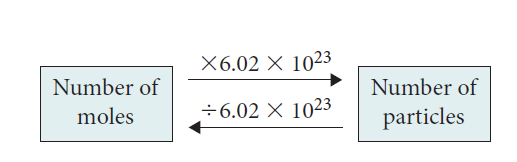 Number of
moles
×6.02 × 10²³
÷6.02 × 10²³
Number of
particles